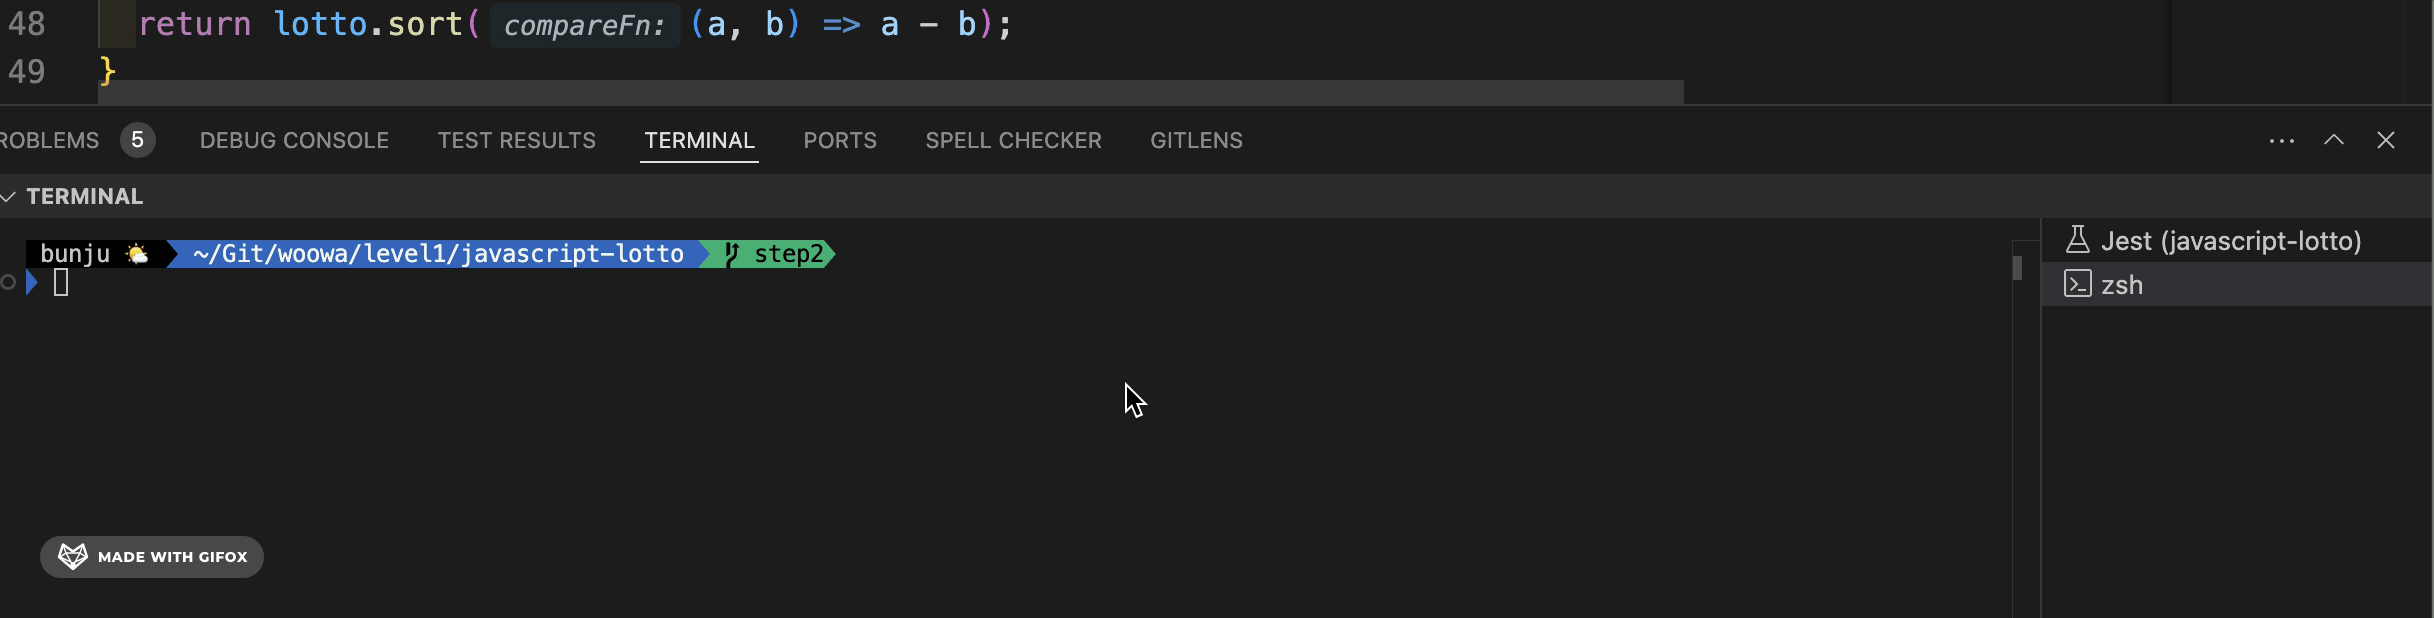 48 return lotto.sort( compareFn: (a, b) => a - b);
49 }
ROBLEMS 5 DEBUG CONSOLE TEST RESULTS TERMINAL PORTS SPELL CHECKER GITLENS
TERMINAL
bunju ~/Git/woowa/level1/javascript-lotto step2
Jest (javascript-lotto)
zsh
MADE WITH GIFOX